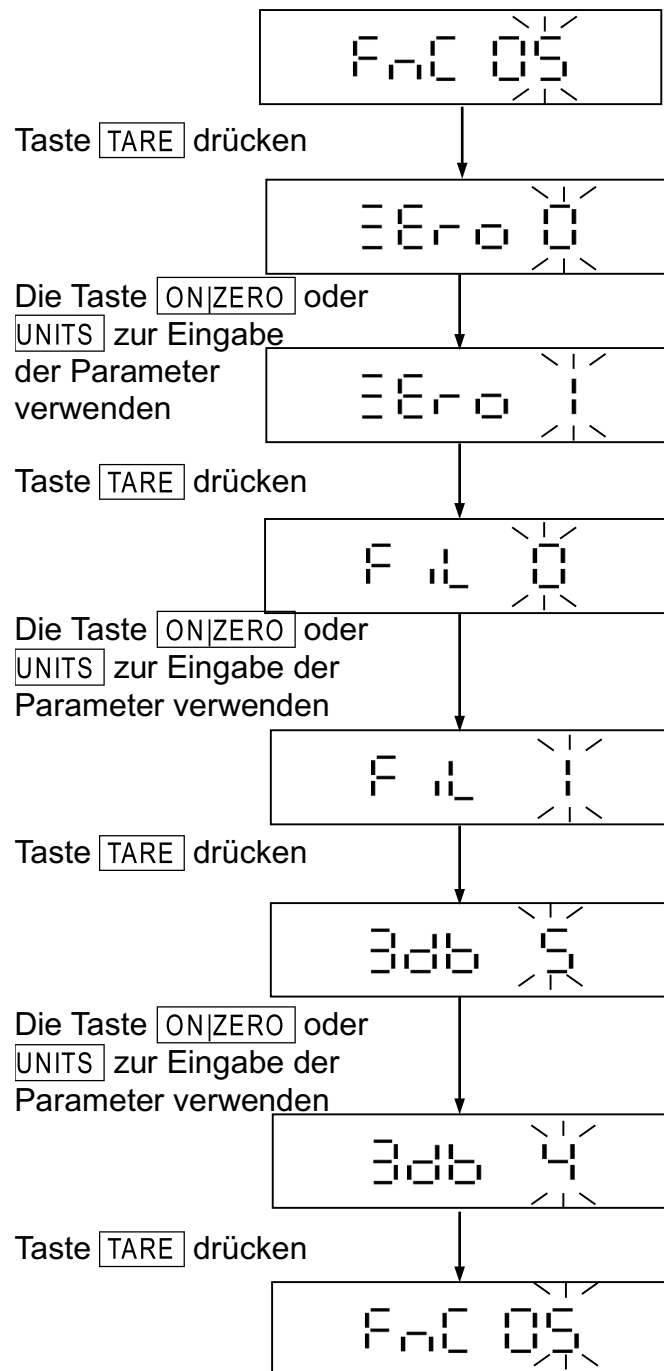 FnC 05
Taste TARE drücken
ΞEro 0
Die Taste ON|ZERO oder
UNITS zur Eingabe
der Parameter
verwenden
ΞEro 1
Taste TARE drücken
FiL 0
Die Taste ON|ZERO oder
UNITS zur Eingabe der
Parameter verwenden
FiL 1
Taste TARE drücken
3db 5
Die Taste ON|ZERO oder
UNITS zur Eingabe der
Parameter verwenden
3db 4
Taste TARE drücken
FnC 05